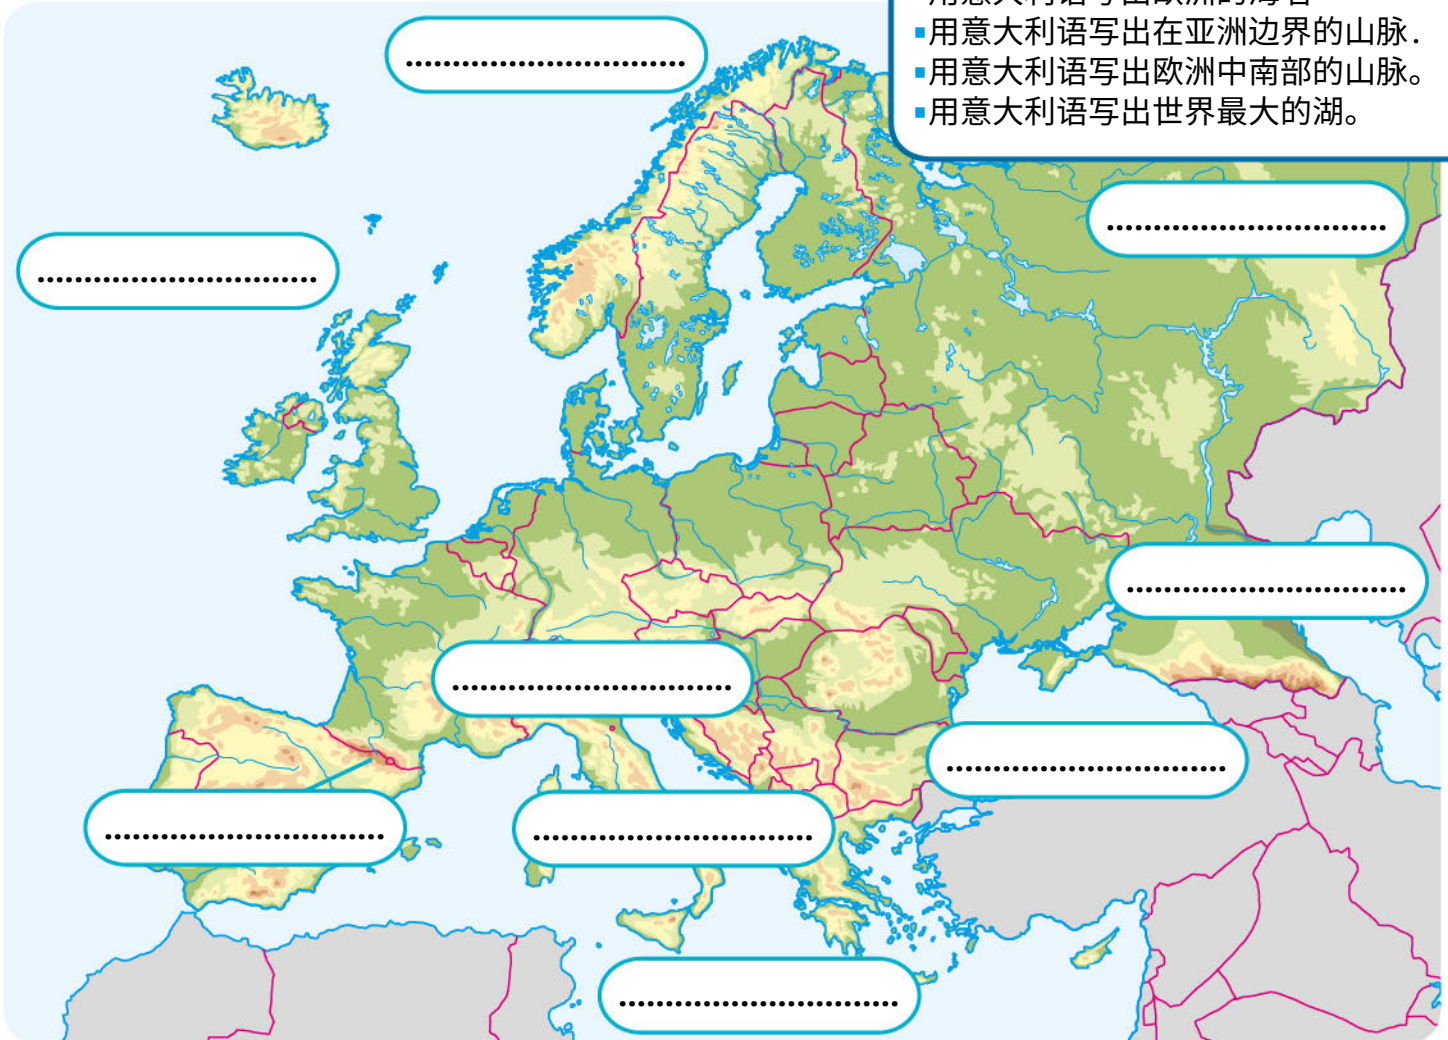 ■用意大利语写出在亚洲边界的山脉.
■用意大利语写出欧洲中南部的山脉。
■用意大利语写出世界最大的湖。